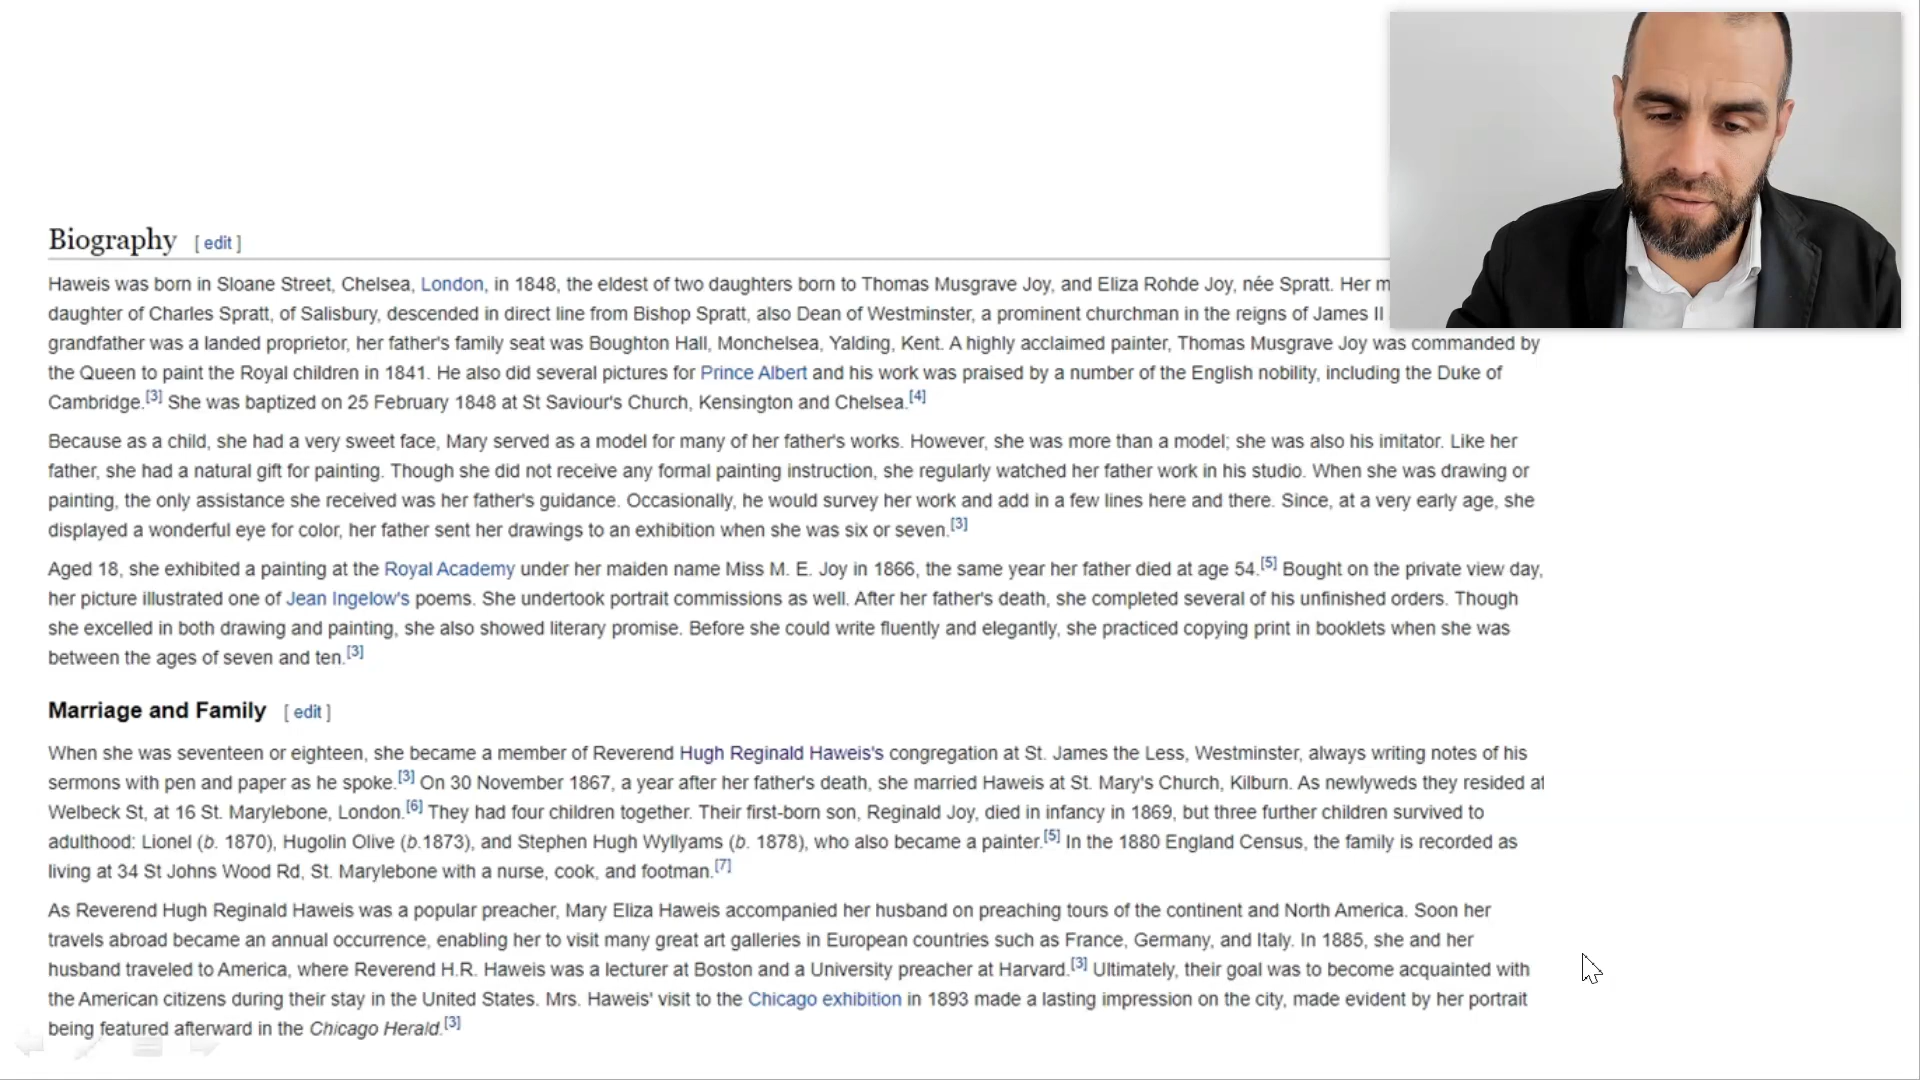 Biography [ edit ]
Haweis was born in Sloane Street, Chelsea, London, in 1848, the eldest of two daughters born to Thomas Musgrave Joy, and Eliza Rohde Joy, née Spratt. Her
daughter of Charles Spratt, of Salisbury, descended in direct line from Bishop Spratt, also Dean of Westminster, a prominent churchman in the reigns of James II
grandfather was a landed proprietor, her father's family seat was Boughton Hall, Monchelsea, Yalding, Kent. A highly acclaimed painter, Thomas Musgrave Joy was commanded by
the Queen to paint the Royal children in 1841. He also did several pictures for Prince Albert and his work was praised by a number of the English nobility, including the Duke of
Cambridge.[3] She was baptized on 25 February 1848 at St Saviour's Church, Kensington and Chelsea.[4]
Because as a child, she had a very sweet face, Mary served as a model for many of her father's works. However, she was more than a model; she was also his imitator. Like her
father, she had a natural gift for painting. Though she did not receive any formal painting instruction, she regularly watched her father work in his studio. When she was drawing or
painting, the only assistance she received was her father's guidance. Occasionally, he would survey her work and add in a few lines here and there. Since, at a very early age, she
displayed a wonderful eye for color, her father sent her drawings to an exhibition when she was six or seven.[3]
Aged 18, she exhibited a painting at the Royal Academy under her maiden name Miss M. E. Joy in 1866, the same year her father died at age 54.[5] Bought on the private view day,
her picture illustrated one of Jean Ingelow's poems. She undertook portrait commissions as well. After her father's death, she completed several of his unfinished orders. Though
she excelled in both drawing and painting, she also showed literary promise. Before she could write fluently and elegantly, she practiced copying print in booklets when she was
between the ages of seven and ten.[3]
Marriage and Family [ edit ]
When she was seventeen or eighteen, she became a member of Reverend Hugh Reginald Haweis's congregation at St. James the Less, Westminster, always writing notes of his
sermons with pen and paper as he spoke.[3] On 30 November 1867, a year after her father's death, she married Haweis at St. Mary's Church, Kilburn. As newlyweds they resided at
Welbeck St, at 16 St. Marylebone, London.[6] They had four children together. Their first-born son, Reginald Joy, died in infancy in 1869, but three further children survived to
adulthood: Lionel (b. 1870), Hugolin Olive (b.1873), and Stephen Hugh Wyllyams (b. 1878), who also became a painter.[5] In the 1880 England Census, the family is recorded as
living at 34 St Johns Wood Rd, St. Marylebone with a nurse, cook, and footman.[7]
As Reverend Hugh Reginald Haweis was a popular preacher, Mary Eliza Haweis accompanied her husband on preaching tours of the continent and North America. Soon her
travels abroad became an annual occurrence, enabling her to visit many great art galleries in European countries such as France, Germany, and Italy. In 1885, she and her
husband traveled to America, where Reverend H.R. Haweis was a lecturer at Boston and a University preacher at Harvard.[3] Ultimately, their goal was to become acquainted with
the American citizens during their stay in the United States. Mrs. Haweis' visit to the Chicago exhibition in 1893 made a lasting impression on the city, made evident by her portrait
being featured afterward in the Chicago Herald.[3]